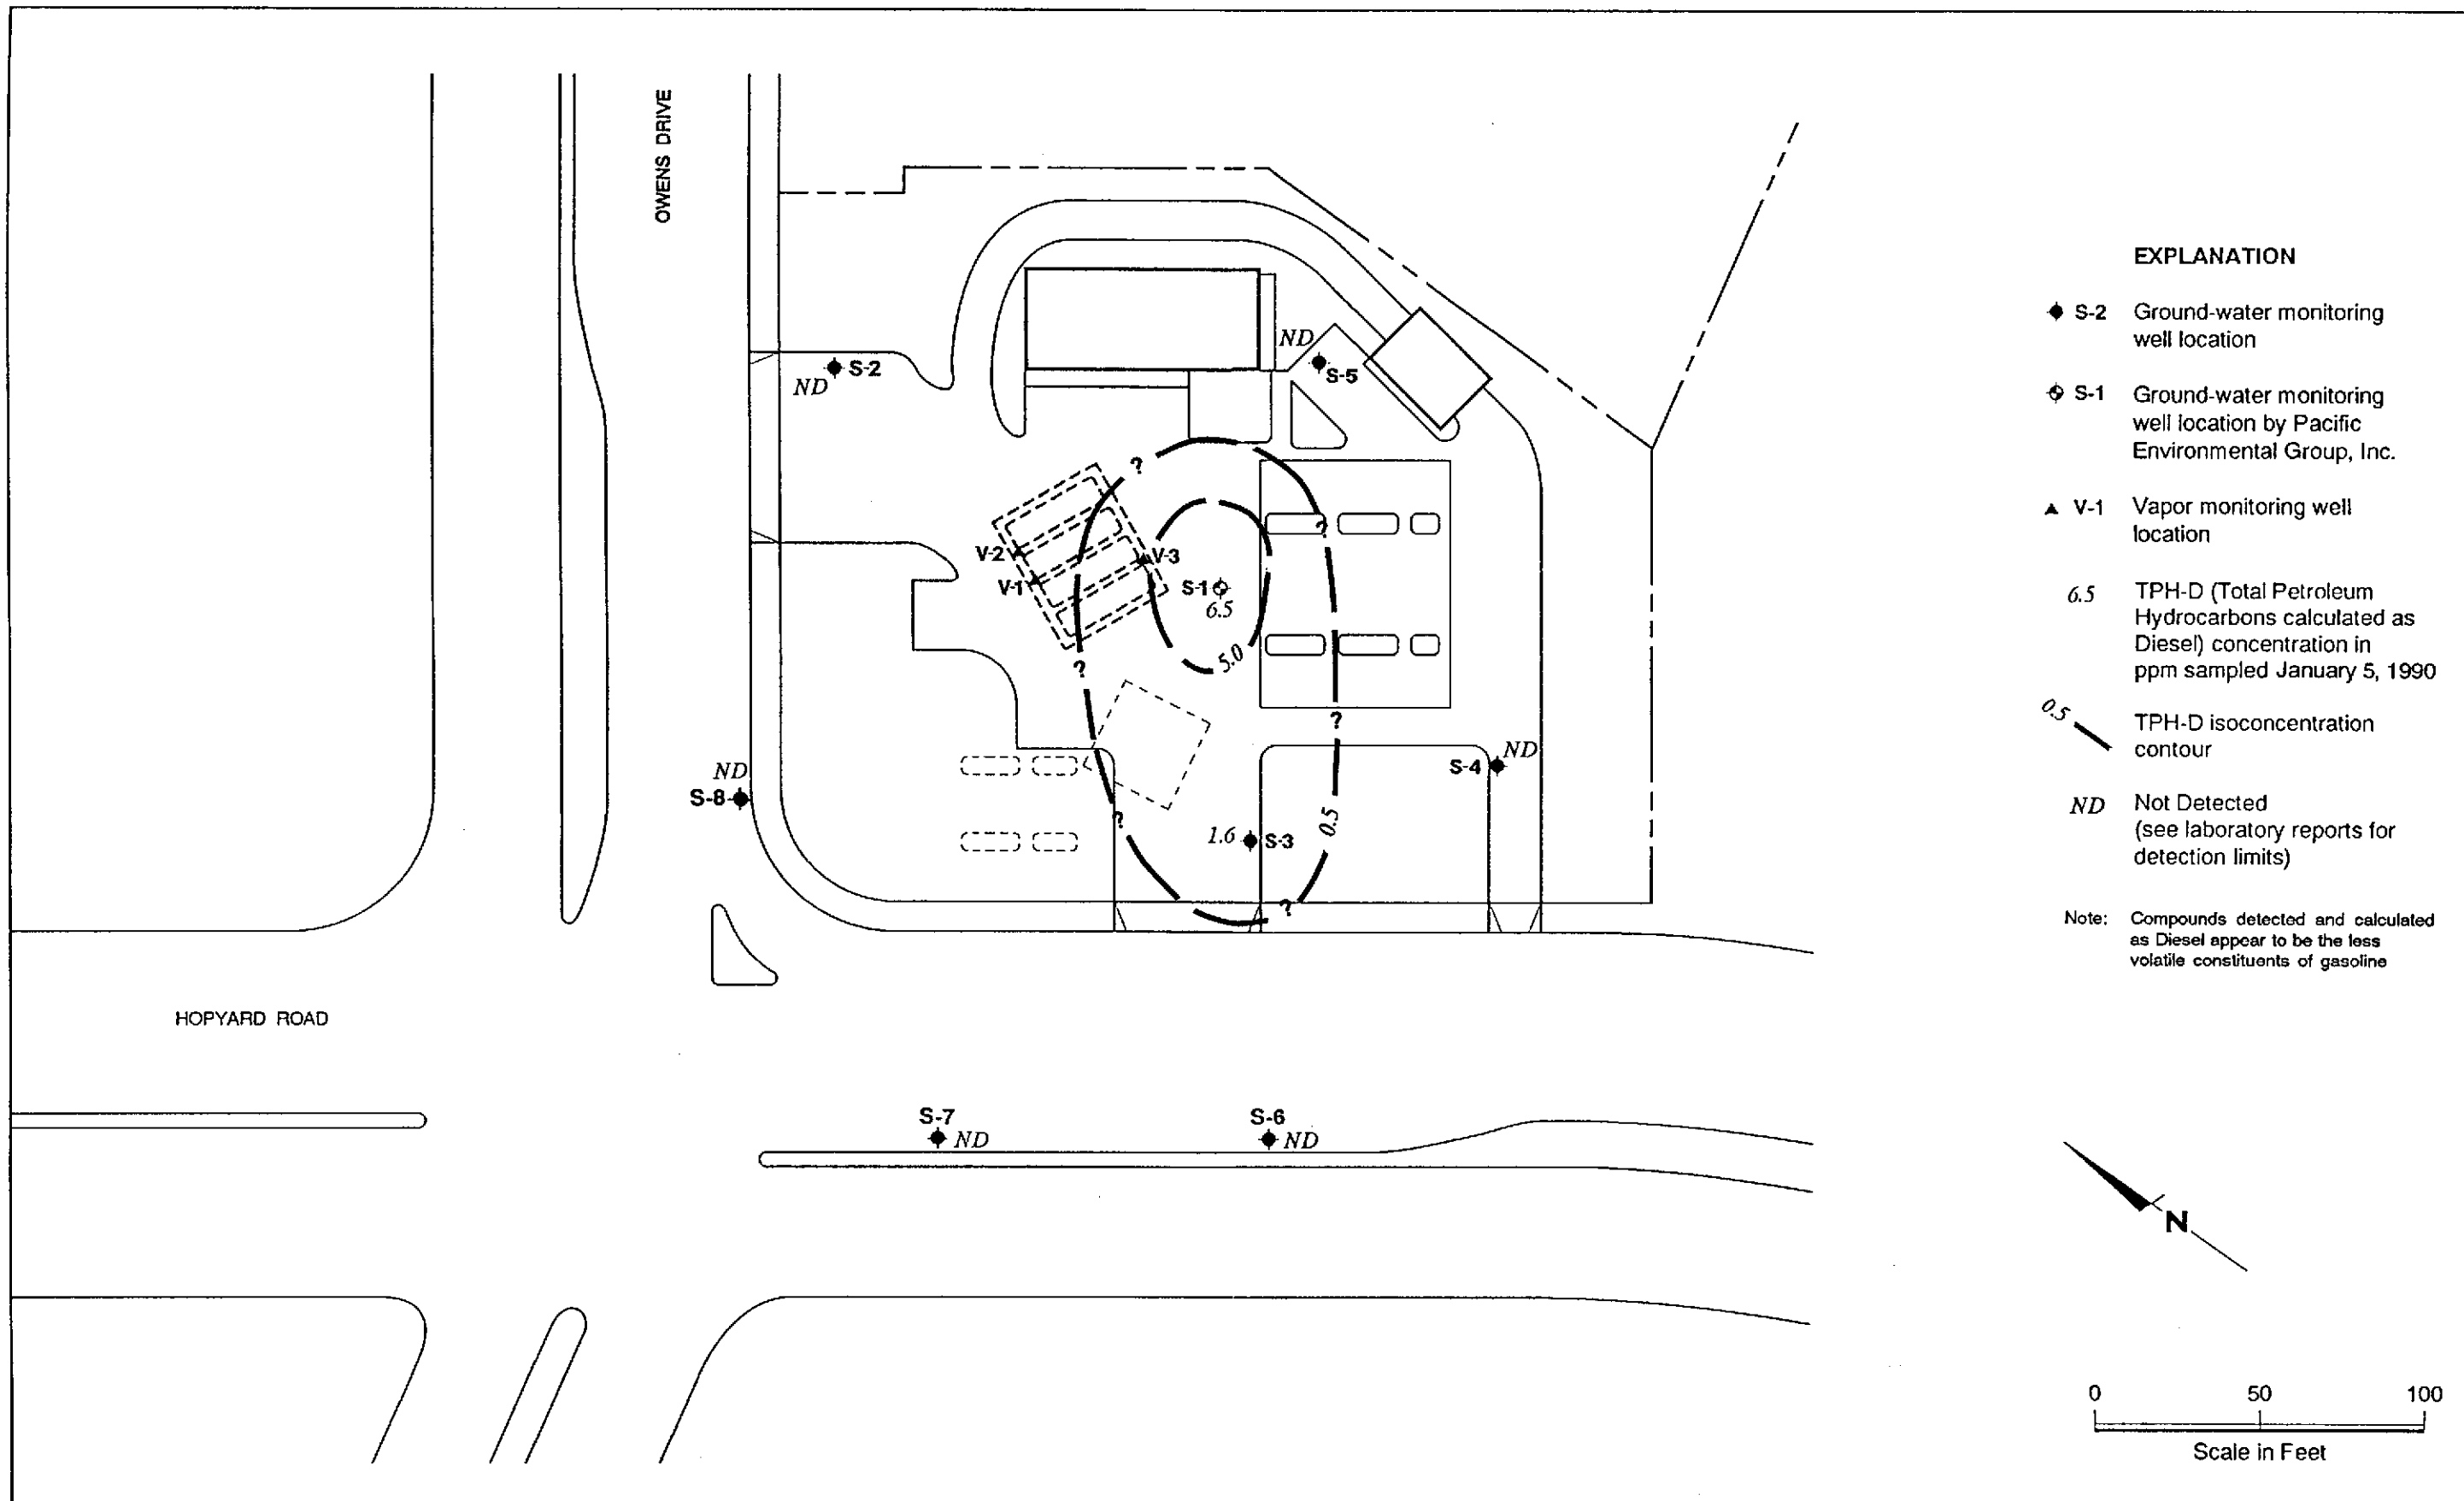 OWENS DRIVE
ND
S-2
ND
S-5
?
?
V-2
V-3
V-1
S-1
6.5
5.0
?
?
ND
S-4
ND
S-8
?
1.6
S-3
0.5
?
HOPYARD ROAD
S-7
ND
S-6
ND
EXPLANATION
S-2 Ground-water monitoring
well location
S-1 Ground-water monitoring
well location by Pacific
Environmental Group, Inc.
V-1 Vapor monitoring well
location
6.5 TPH-D (Total Petroleum
Hydrocarbons calculated as
Diesel) concentration in
ppm sampled January 5, 1990
0.5 TPH-D isoconcentration
contour
ND Not Detected
(see laboratory reports for
detection limits)
Note: Compounds detected and calculated
as Diesel appear to be the less
volatile constituents of gasoline
N
0 50 100
Scale in Feet